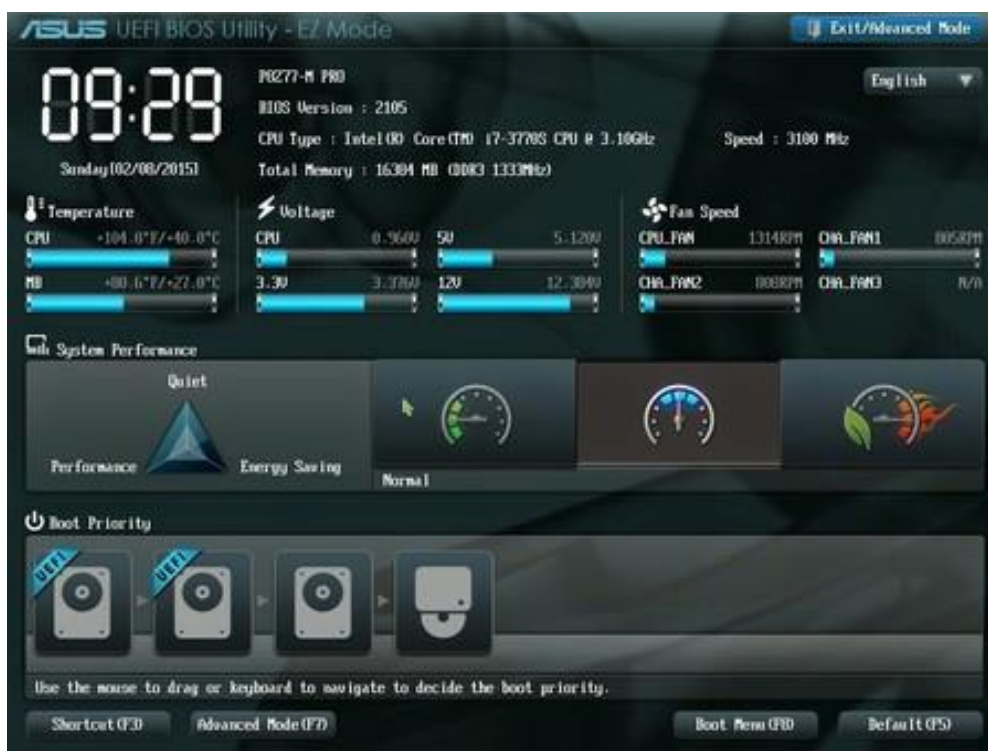 ASUS UEFI BIOS Utility - EZ Mode
Exit/Advanced Mode
09:29
Sunday[02/08/2015]
P8Z77-M PRO
BIOS Version : 2105
CPU Type : Intel(R) Core(TM) i7-3770S CPU @ 3.10GHz
Speed : 3100 MHz
Total Memory : 16384 MB (DDR3 1333MHz)
English
Temperature
CPU +104.0°F/+40.0°C
MB +80.6°F/+27.0°C
Voltage
CPU 0.960V 5V 5.120V
3.3V 3.376V 12V 12.384V
Fan Speed
CPU_FAN 1314RPM CHA_FAN1 805RPM
CHA_FAN2 808RPM CHA_FAN3 N/A
System Performance
Quiet
Performance
Energy Saving
Normal
Boot Priority
UEFI
UEFI
Use the mouse to drag or keyboard to navigate to decide the boot priority.
Shortcut(F3)
Advanced Mode(F7)
Boot Menu(F8)
Default(F5)